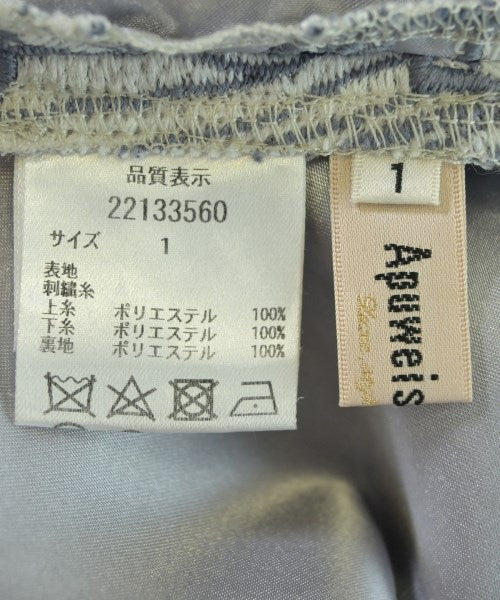 品質表示
22133560
サイズ 1
表地
刺繍糸
上糸 ポリエステル 100%
下糸 ポリエステル 100%
裏地 ポリエステル 100%
1
Apuweis